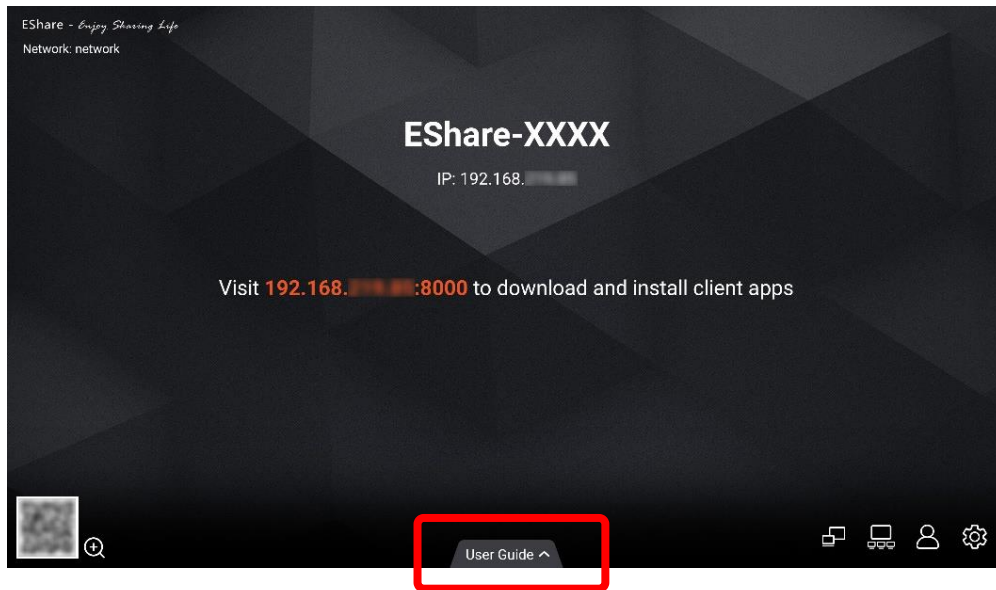 EShare - Enjoy Sharing Life
Network: network
EShare-XXXX
IP: 192.168.
Visit 192.168. :8000 to download and install client apps
User Guide